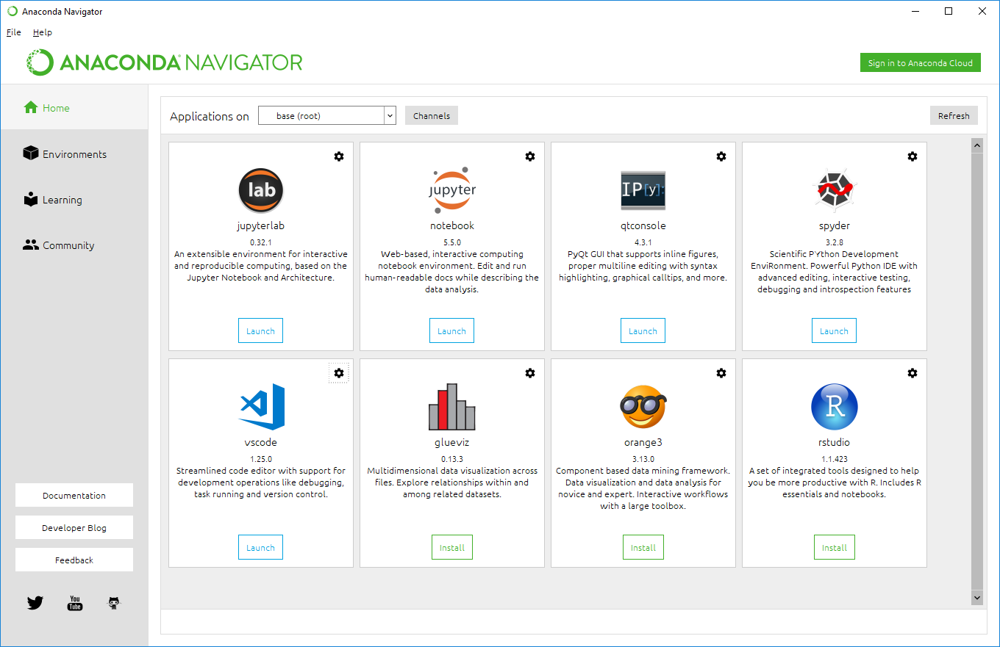 Anaconda Navigator
File Help
ANACONDA NAVIGATOR
Sign in to Anaconda Cloud
Home
Environments
Learning
Community
Documentation
Developer Blog
Feedback
You
Tube
Applications on
base (root)
Channels
Refresh
lab
jupyterlab
0.32.1
An extensible environment for interactive
and reproducible computing, based on the
Jupyter Notebook and Architecture.
Launch
jupyter
notebook
5.5.0
Web-based, interactive computing
notebook environment. Edit and run
human-readable docs while describing the
data analysis.
Launch
IP[y]:
qtconsole
4.3.1
PyQt GUI that supports inline figures,
proper multiline editing with syntax
highlighting, graphical calltips, and more.
Launch
spyder
3.2.8
Scientific PYthon Development
EnviRonment. Powerful Python IDE with
advanced editing, interactive testing,
debugging and introspection features
Launch
vscode
1.25.0
Streamlined code editor with support for
development operations like debugging,
task running and version control.
Launch
glueviz
0.13.3
Multidimensional data visualization across
files. Explore relationships within and
among related datasets.
Install
orange3
3.13.0
Component based data mining framework.
Data visualization and data analysis for
novice and expert. Interactive workflows
with a large toolbox.
Install
R
rstudio
1.1.423
A set of integrated tools designed to help
you be more productive with R. Includes R
essentials and notebooks.
Install